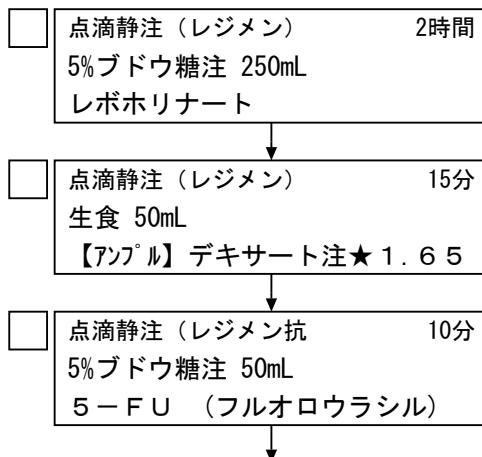 点滴静注（レジメン） 2時間
5%ブドウ糖注 250mL
レボホリナート
点滴静注（レジメン） 15分
生食 50mL
【ｱﾝﾌﾟﾙ】デキサート注★１．６５
点滴静注（レジメン抗 10分
5%ブドウ糖注 50mL
５－ＦＵ （フルオロウラシル）